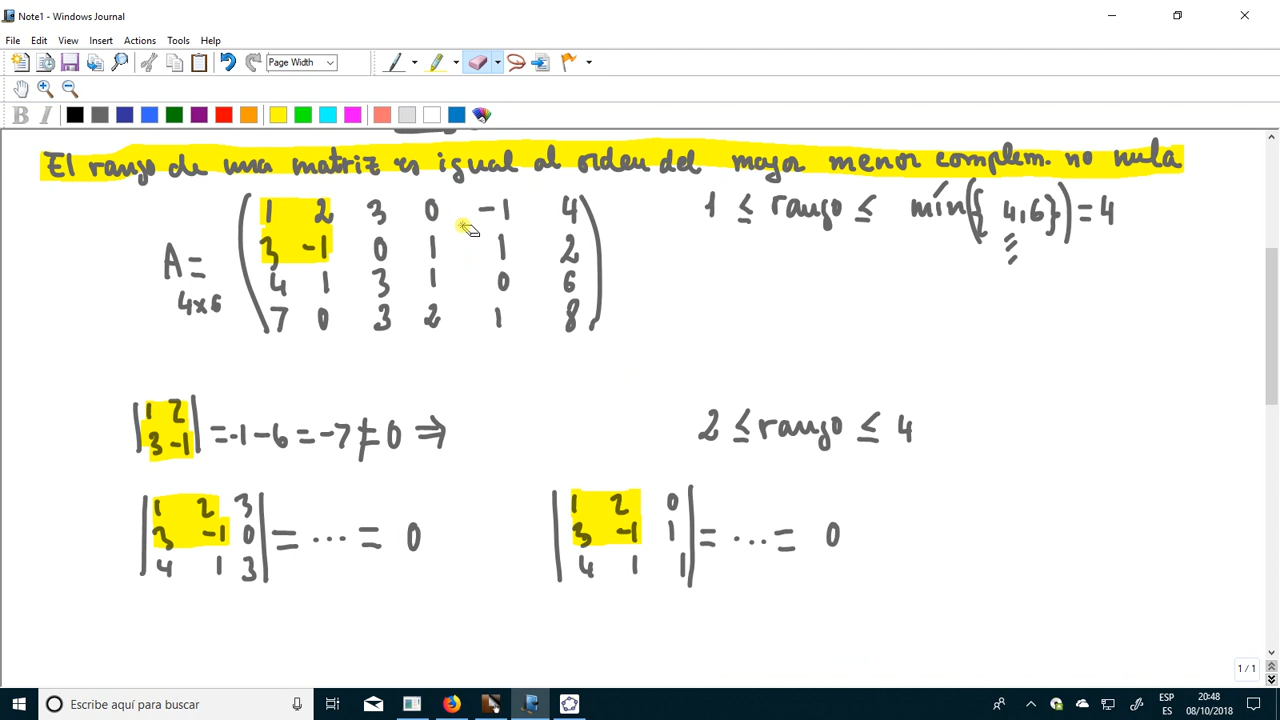 Note1 - Windows Journal
File Edit View Insert Actions Tools Help
Page Width
B I
El rango de una matriz es igual al orden del mayor menor complem. no nula
A= 4x6
1 2 3 0 -1 4
3 -1 0 1 1 2
4 1 3 1 0 6
7 0 3 2 1 8
1 ≤ rango ≤ mín({4,6}) = 4
|1 2
3 -1| = -1-6 = -7 ≠ 0 ⇒
2 ≤ rango ≤ 4
|1 2 3
3 -1 0
4 1 3| = ... = 0
|1 2 0
3 -1 1
4 1 1| = ... = 0
1/1
Escribe aquí para buscar
ESP
ES
20:48
08/10/2018